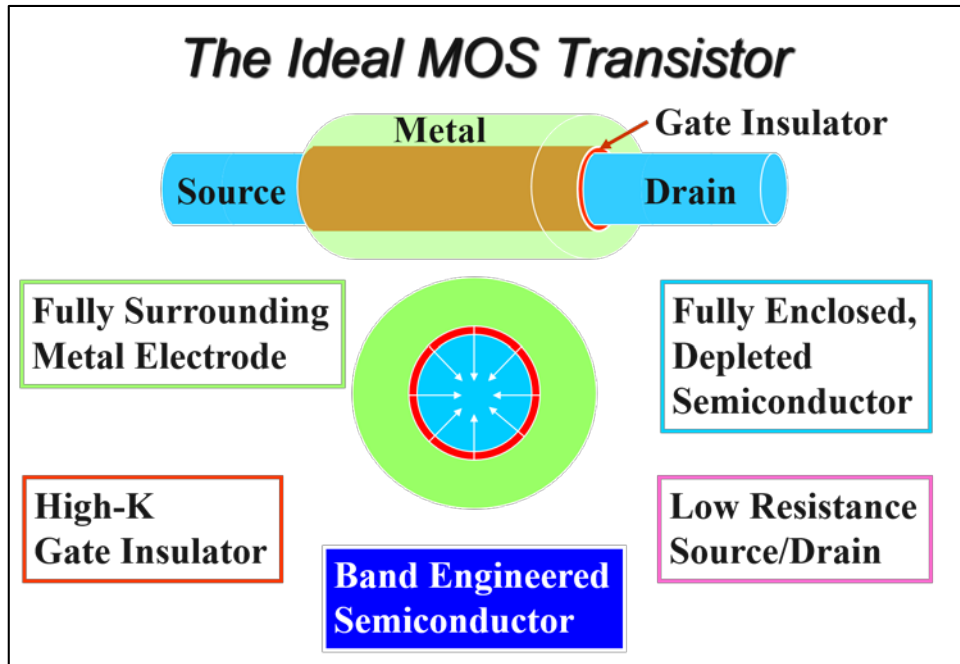 The Ideal MOS Transistor
Metal
Gate Insulator
Source
Drain
Fully Surrounding
Metal Electrode
Fully Enclosed,
Depleted
Semiconductor
High-K
Gate Insulator
Low Resistance
Source/Drain
Band Engineered
Semiconductor